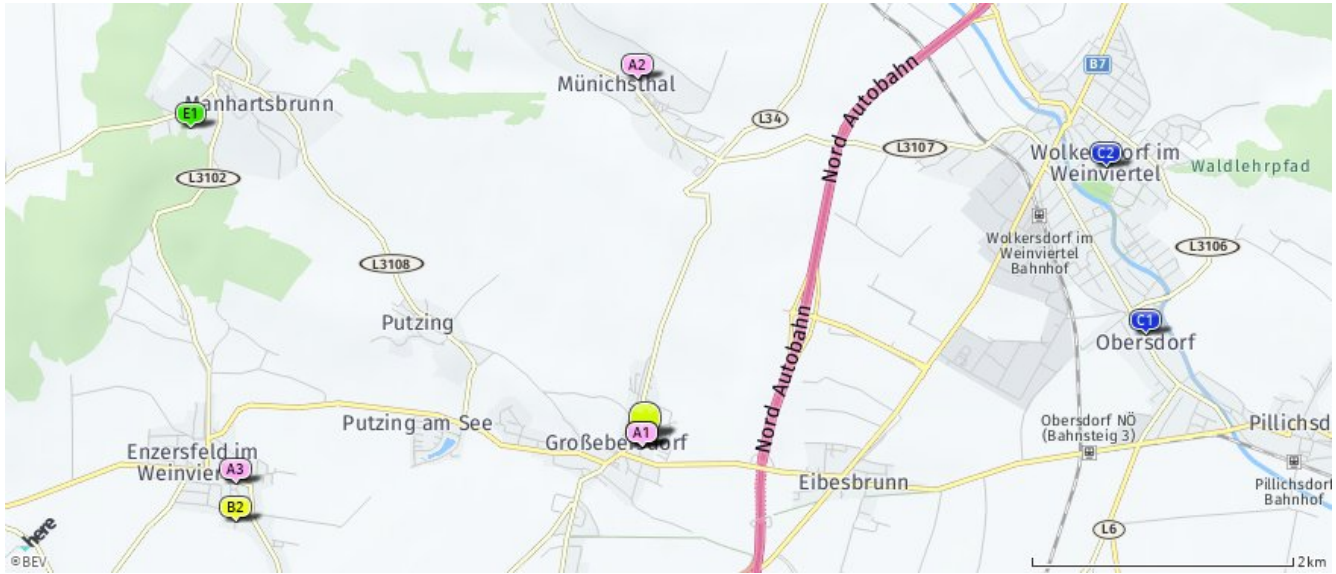 B7
A2
Münichsthal
Manhartsbrunn
E1
L34
Nord Autobahn
L3107
Wolkersdorf im
Weinviertel
C2
Waldlehrpfad
L3102
Wolkersdorf im
Weinviertel
Bahnhof
L3106
L3108
Putzing
C1
Obersdorf
Nord Autobahn
Putzing am See
A1
Großebersdorf
Obersdorf NÖ
(Bahnsteig 3)
Pillichsd
Enzersfeld im
Weinviertel
A3
Eibesbrunn
Pillichsdorf
Bahnhof
B2
L6
here
©BEV
2km